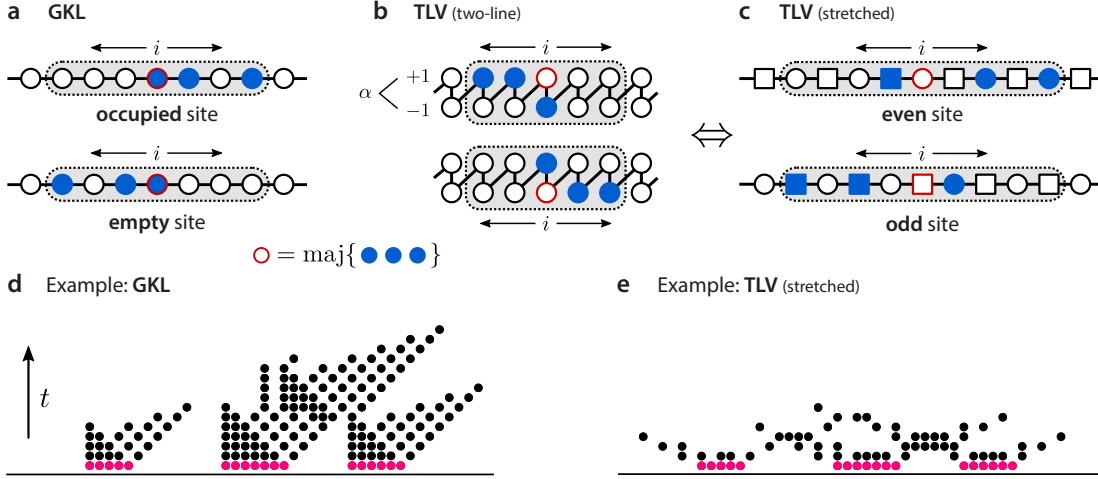 a GKL
i
occupied site
i
empty site
b TLV (two-line)
i
α +1
−1
i
⇔
c TLV (stretched)
i
even site
i
odd site
= maj{ }
d Example: GKL
t
e Example: TLV (stretched)